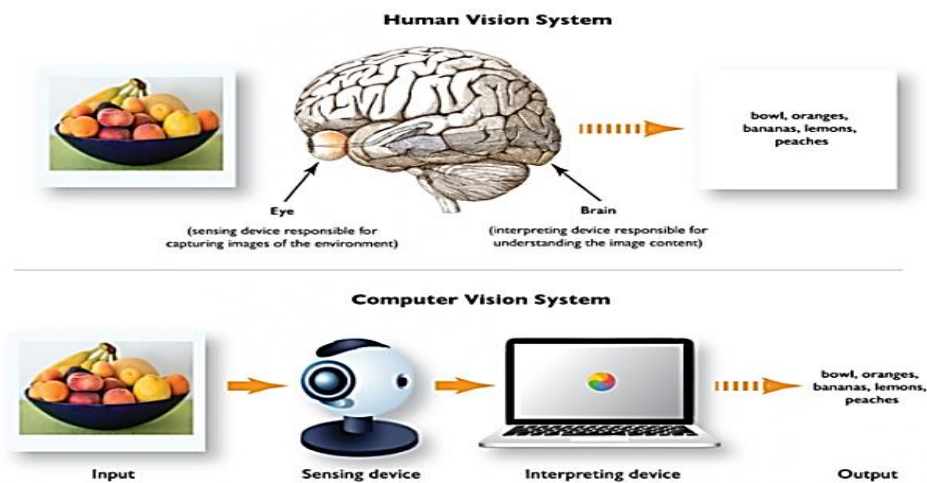 Human Vision System
bowl, oranges,
bananas, lemons,
peaches
Eye
(sensing device responsible for
capturing images of the environment)
Brain
(interpreting device responsible for
understanding the image content)
Computer Vision System
bowl, oranges,
bananas, lemons,
peaches
Input
Sensing device
Interpreting device
Output